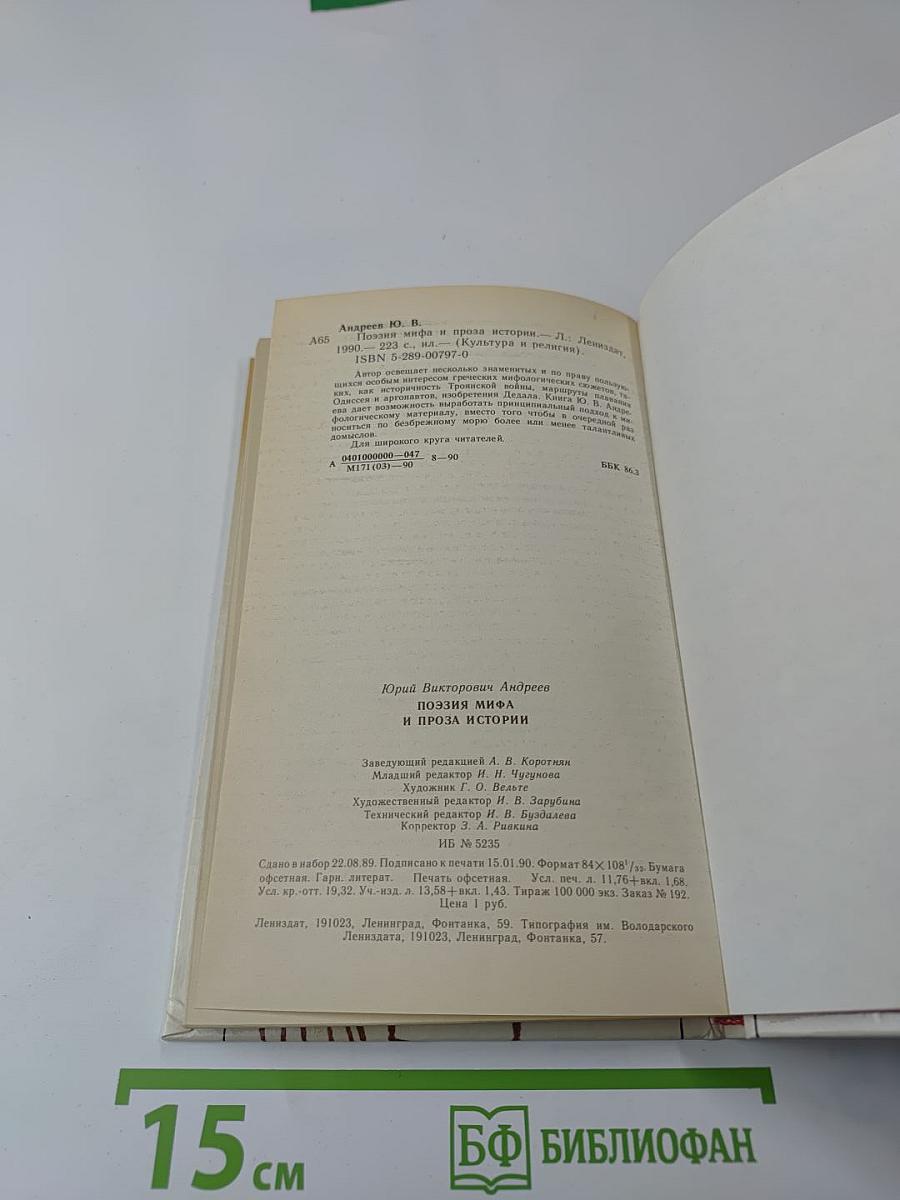 Андреев Ю. В.
А65 Поэзия мифа и проза истории.— Л.: Лениздат,
1990.— 223 с., ил.— (Культура и религия).
ISBN 5-289-00797-0
Автор освещает несколько знаменитых и по праву пользую-
щихся особым интересом греческих мифологических сюжетов, та-
ких, как историчность Троянской войны, маршруты плавания
Одиссея и аргонавтов, изобретения Дедала. Книга Ю. В. Андре-
ева дает возможность выработать принципиальный подход к ми-
фологическому материалу, вместо того чтобы в очередной раз
носиться по безбрежному морю более или менее талантливых
домыслов.
Для широкого круга читателей.
А 0401000000—047 8—90
М171(03)—90
ББК 86.3
Юрий Викторович Андреев
ПОЭЗИЯ МИФА
И ПРОЗА ИСТОРИИ
Заведующий редакцией А. В. Коротнян
Младший редактор И. Н. Чугунова
Художник Г. О. Вельте
Художественный редактор И. В. Зарубина
Технический редактор И. В. Буздалева
Корректор З. А. Ривкина
ИБ № 5235
Сдано в набор 22.08.89. Подписано к печати 15.01.90. Формат 84×108¹/₃₂. Бумага
офсетная. Гарн. литерат. Печать офсетная. Усл. печ. л. 11,76+вкл. 1,68.
Усл. кр.-отт. 19,32. Уч.-изд. л. 13,58+вкл. 1,43. Тираж 100 000 экз. Заказ № 192.
Цена 1 руб.
Лениздат, 191023, Ленинград, Фонтанка, 59. Типография им. Володарского
Лениздата, 191023, Ленинград, Фонтанка, 57.
15 см
БФ БИБЛИОФАН